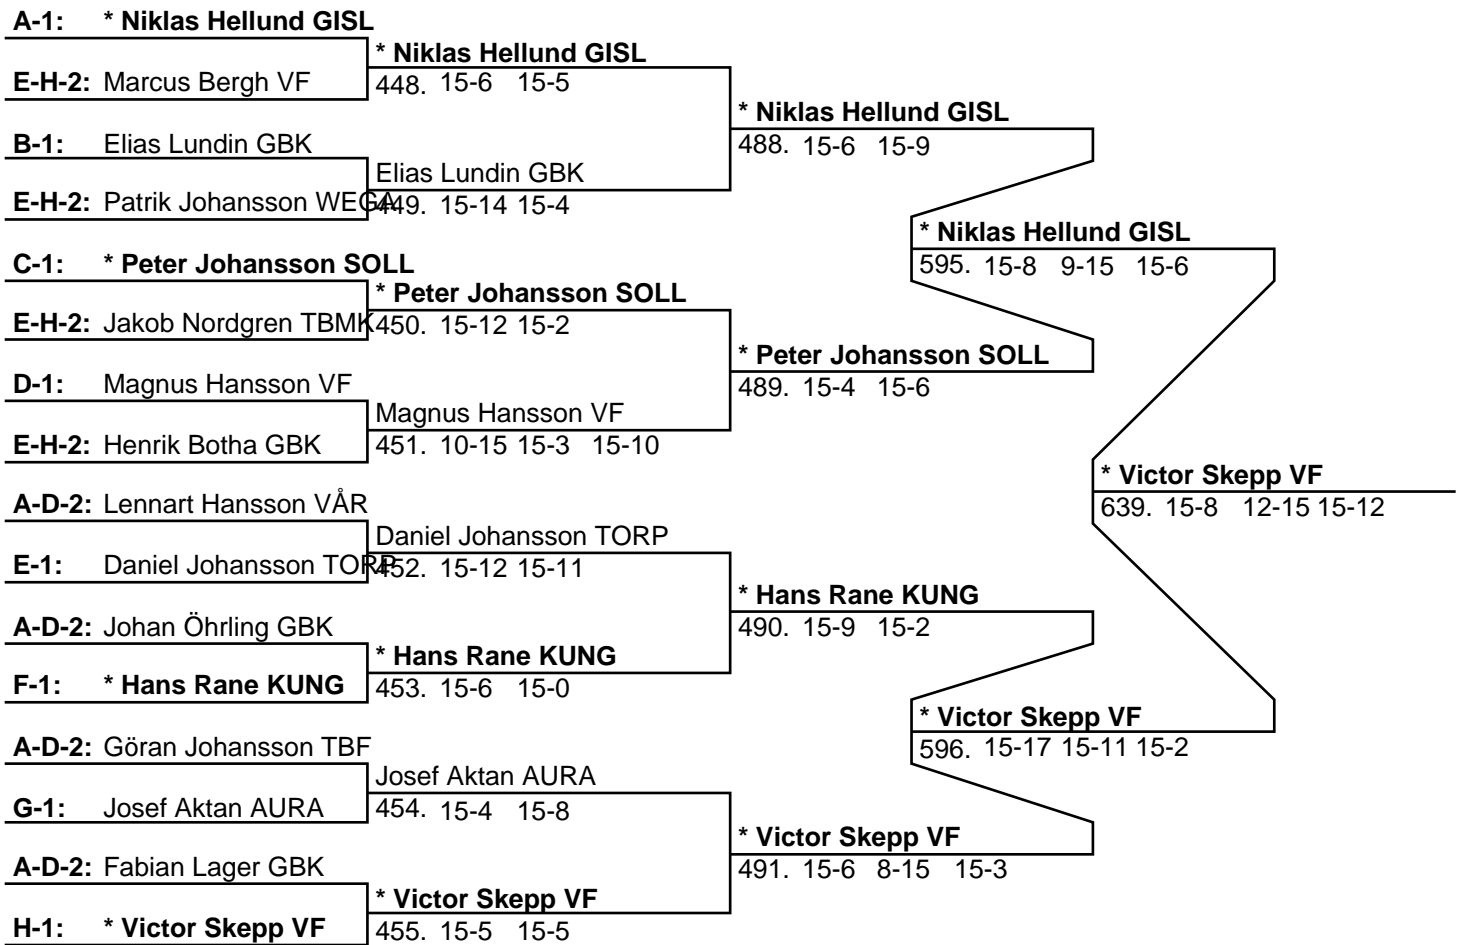 A-1: * Niklas Hellund GISL
* Niklas Hellund GISL
E-H-2: Marcus Bergh VF
448. 15-6 15-5
* Niklas Hellund GISL
B-1: Elias Lundin GBK
488. 15-6 15-9
Elias Lundin GBK
E-H-2: Patrik Johansson WEGA
449. 15-14 15-4
* Niklas Hellund GISL
C-1: * Peter Johansson SOLL
595. 15-8 9-15 15-6
* Peter Johansson SOLL
E-H-2: Jakob Nordgren TBMK
450. 15-12 15-2
* Peter Johansson SOLL
D-1: Magnus Hansson VF
489. 15-4 15-6
Magnus Hansson VF
E-H-2: Henrik Botha GBK
451. 10-15 15-3 15-10
* Victor Skepp VF
A-D-2: Lennart Hansson VÅR
639. 15-8 12-15 15-12
Daniel Johansson TORP
E-1: Daniel Johansson TORP
452. 15-12 15-11
* Hans Rane KUNG
A-D-2: Johan Öhrling GBK
490. 15-9 15-2
* Hans Rane KUNG
F-1: * Hans Rane KUNG
453. 15-6 15-0
* Victor Skepp VF
A-D-2: Göran Johansson TBF
596. 15-17 15-11 15-2
Josef Aktan AURA
G-1: Josef Aktan AURA
454. 15-4 15-8
* Victor Skepp VF
A-D-2: Fabian Lager GBK
491. 15-6 8-15 15-3
* Victor Skepp VF
H-1: * Victor Skepp VF
455. 15-5 15-5